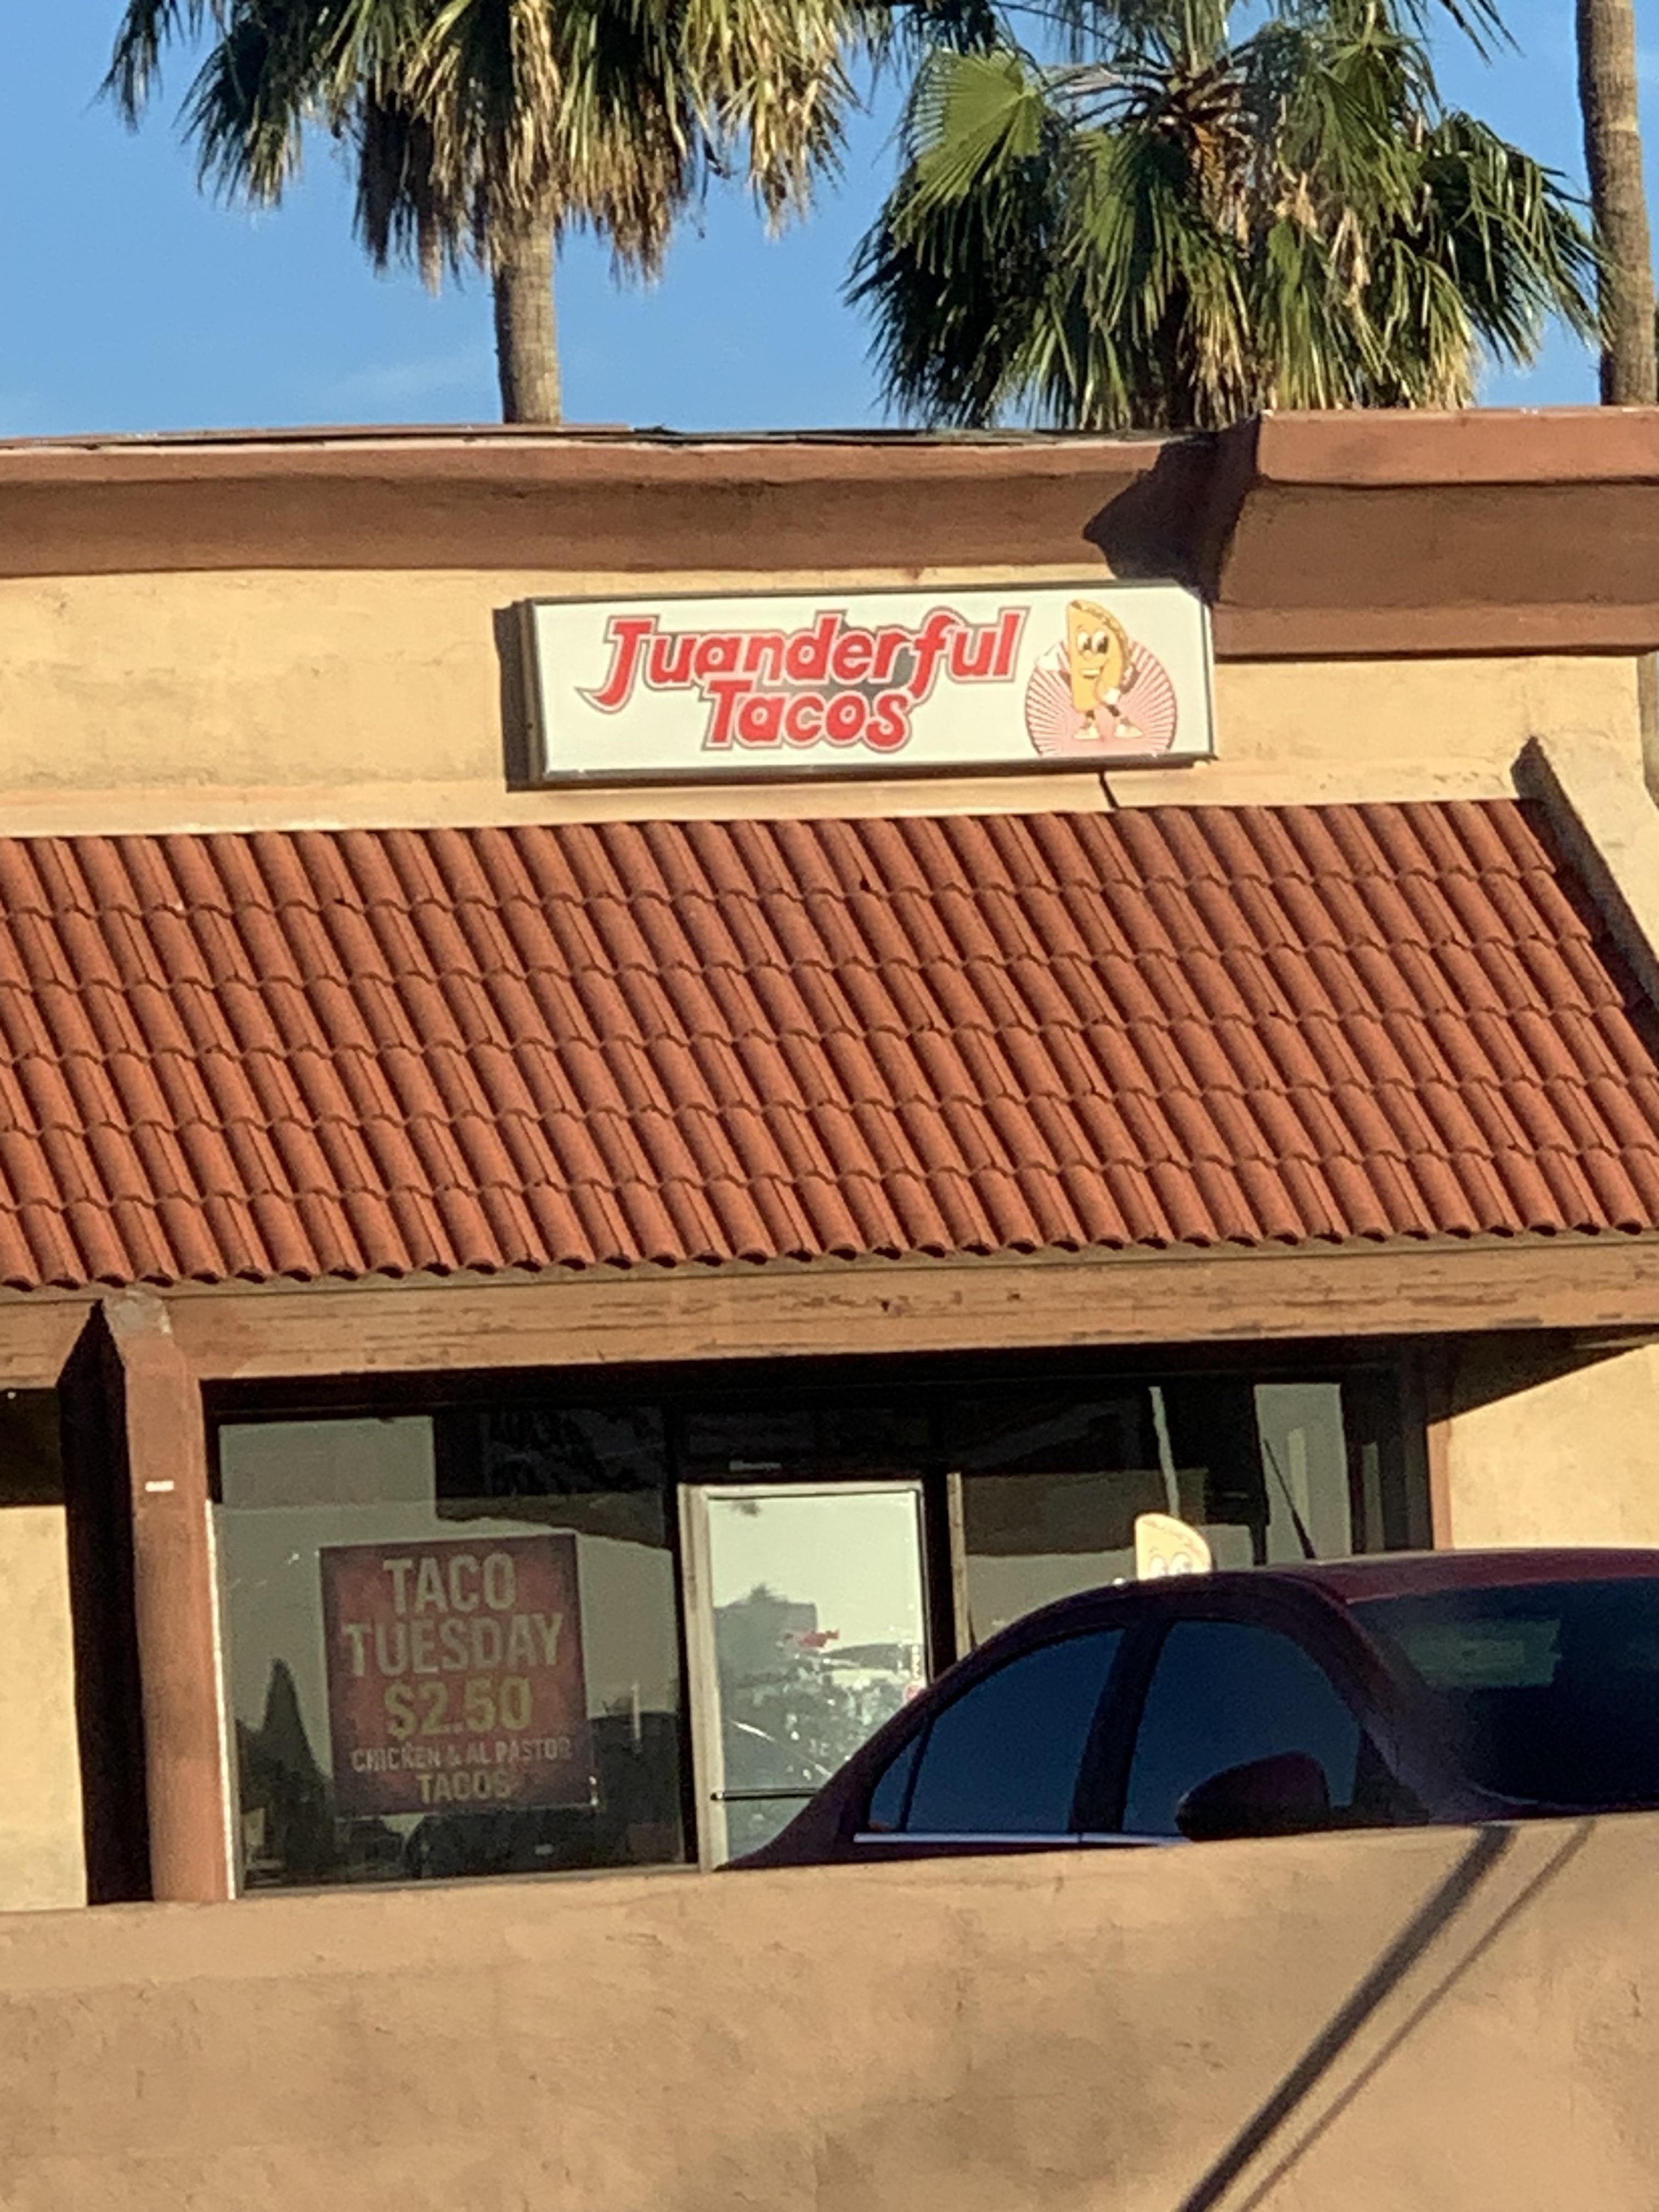 Juanderful
Tacos
TACO
TUESDAY
$2.50
CHICKEN & AL PASTOR
TACOS